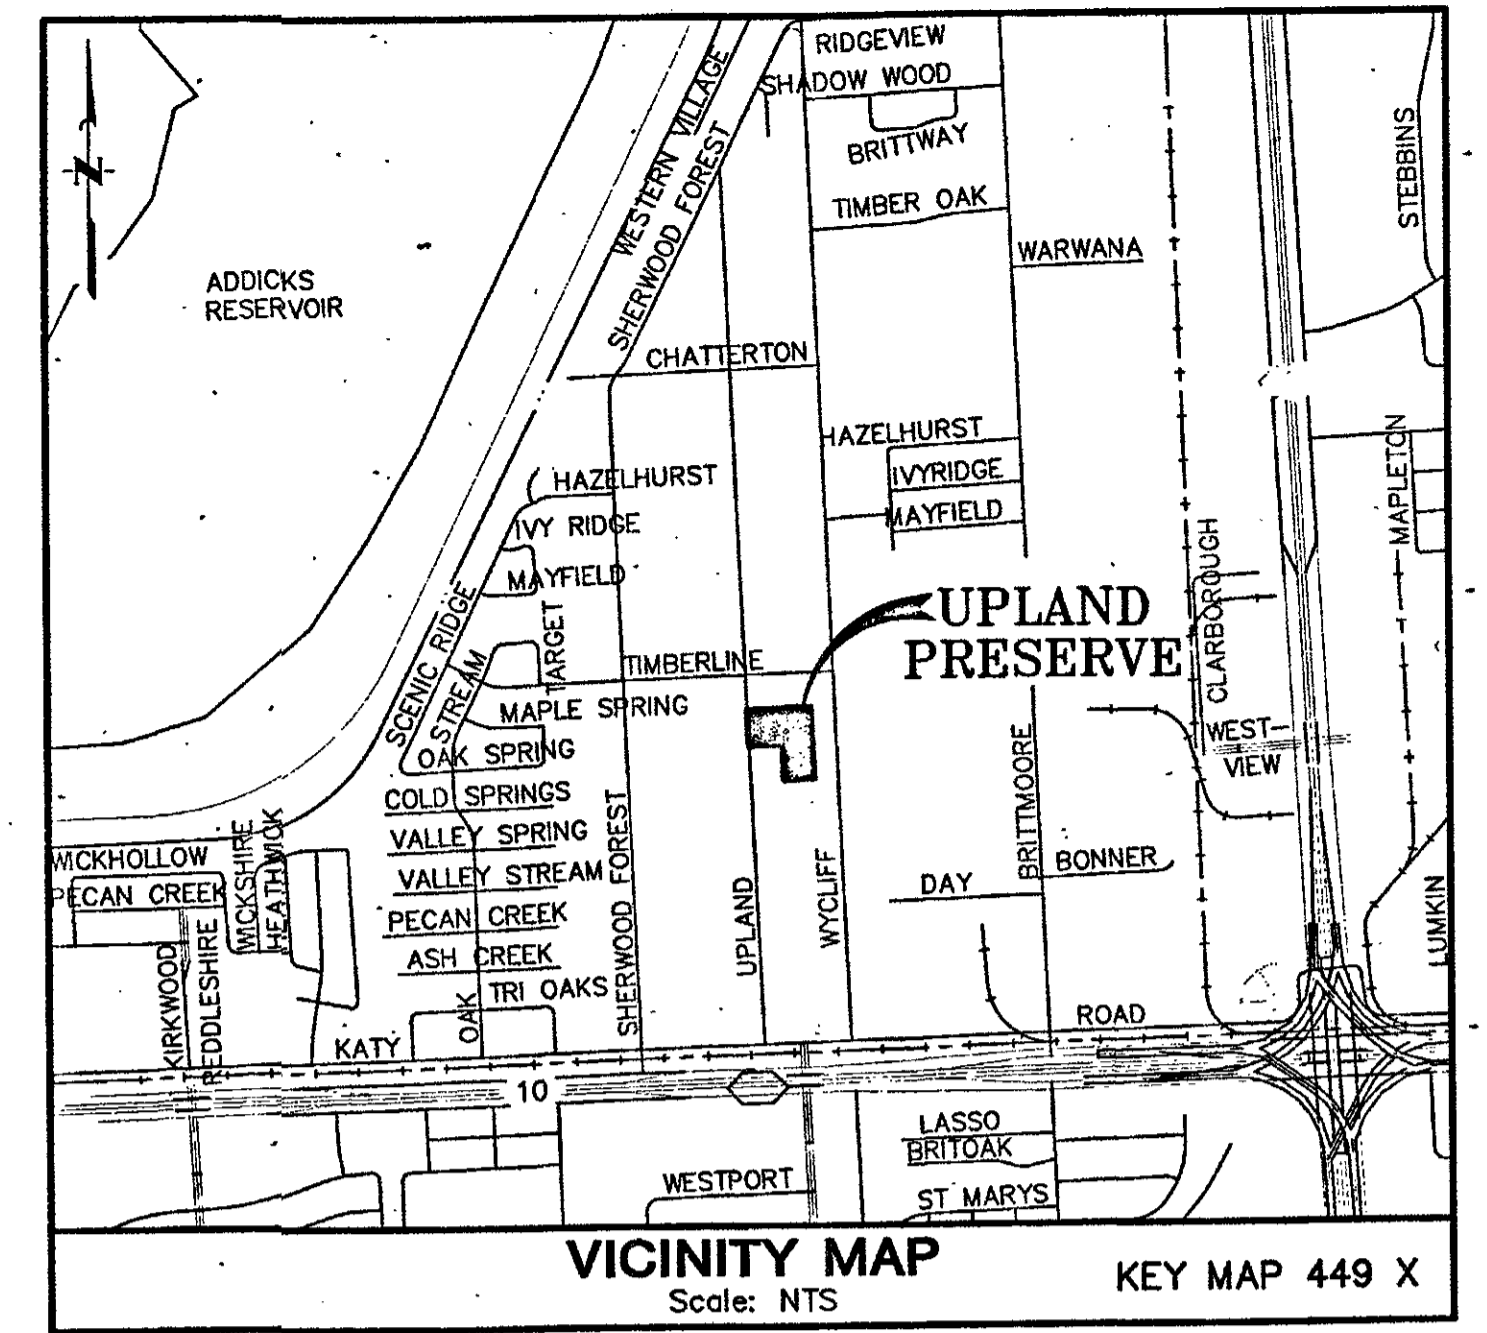 RIDGEVIEW
SHADOW WOOD
BRITTWAY
TIMBER OAK
WARWANA
STEBBINS
WESTERN VILLAGE
SHERWOOD FOREST
N
ADDICKS
RESERVOIR
CHATTERTON
HAZELHURST
IVYRIDGE
MAYFIELD
MAPLETON
HAZELHURST
IVY RIDGE
MAYFIELD
CLARBOROUGH
UPLAND
PRESERVE
SCENIC RIDGE
STREAM
TARGET
TIMBERLINE
MAPLE SPRING
OAK SPRING
COLD SPRINGS
VALLEY SPRING
VALLEY STREAM
PECAN CREEK
ASH CREEK
TRI OAKS
OAK
WICKHOLLOW
PECAN CREEK
WICKSHIRE
HEATHWICK
KIRKWOOD
PEDDLESHIRE
SHERWOOD FOREST
UPLAND
WYCLIFF
BRITTMOORE
WEST-
VIEW
BONNER
DAY
LUMKIN
KATY
ROAD
10
LASSO
BRITOAK
WESTPORT
ST MARYS
VICINITY MAP
Scale: NTS
KEY MAP 449 X